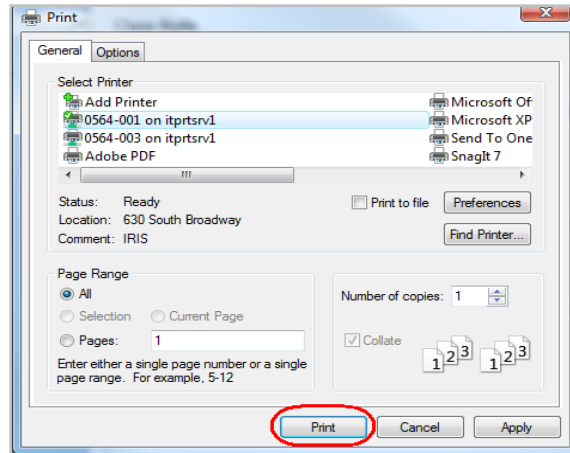 Print
General Options
Select Printer
Add Printer Microsoft Of
0564-001 on itprtsrv1 Microsoft XP
0564-003 on itprtsrv1 Send To One
Adobe PDF SnagIt 7
Status: Ready Print to file Preferences
Location: 630 South Broadway
Comment: IRIS Find Printer...
Page Range
All Number of copies: 1
Selection Current Page
Pages: 1 Collate
1 2 3 1 2 3
Enter either a single page number or a single
page range. For example, 5-12
Print Cancel Apply